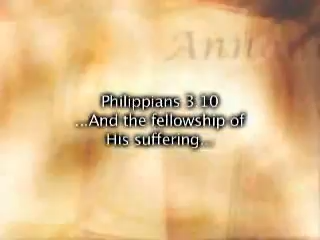 Philippians 3:10
...And the fellowship of
His suffering...